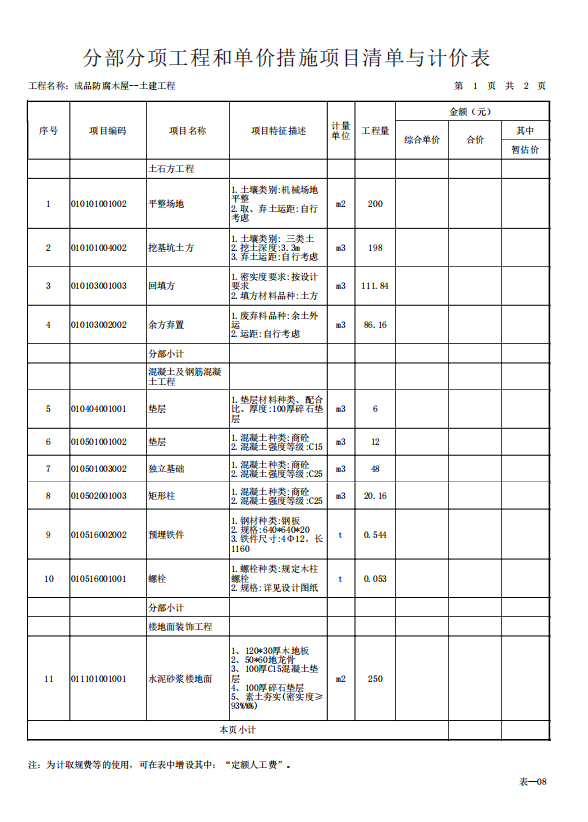 分部分项工程和单价措施项目清单与计价表
工程名称：成品防腐木屋--土建工程 第 1 页 共 2 页
序号 项目编码 项目名称 项目特征描述 计量单位 工程量 金额（元）
综合单价 合价 其中
暂估价
土石方工程
1 010101001002 平整场地 1.土壤类别:机械场地
平整
2.取、弃土运距:自行
考虑 m2 200
2 010101004002 挖基坑土方 1.土壤类别: 三类土
2.挖土深度:3.3m
3.弃土运距:自行考虑 m3 198
3 010103001003 回填方 1.密实度要求:按设计
要求
2.填方材料品种:土方 m3 111.84
4 010103002002 余方弃置 1.废弃料品种:余土外
运
2.运距:自行考虑 m3 86.16
分部小计
混凝土及钢筋混凝
土工程
5 010404001001 垫层 1.垫层材料种类、配合
比、厚度:100厚碎石垫
层 m3 6
6 010501001002 垫层 1.混凝土种类:商砼
2.混凝土强度等级:C15 m3 12
7 010501003002 独立基础 1.混凝土种类:商砼
2.混凝土强度等级:C25 m3 48
8 010502001003 矩形柱 1.混凝土种类:商砼
2.混凝土强度等级:C25 m3 20.16
9 010516002002 预埋铁件 1.钢材种类:钢板
2.规格:640*640*20
3.铁件尺寸:4Φ12，长
1160 t 0.544
10 010516001001 螺栓 1.螺栓种类:规定木柱
螺栓
2.规格:详见设计图纸 t 0.053
分部小计
楼地面装饰工程
11 011101001001 水泥砂浆楼地面 1、120*30厚木地板
2、50*60地龙骨
3、100厚C15混凝土垫
层
4、100厚碎石垫层
5、素土夯实(密实度≥
93%%%) m2 250
本页小计
注：为计取规费等的使用，可在表中增设其中：“定额人工费”。
表—08